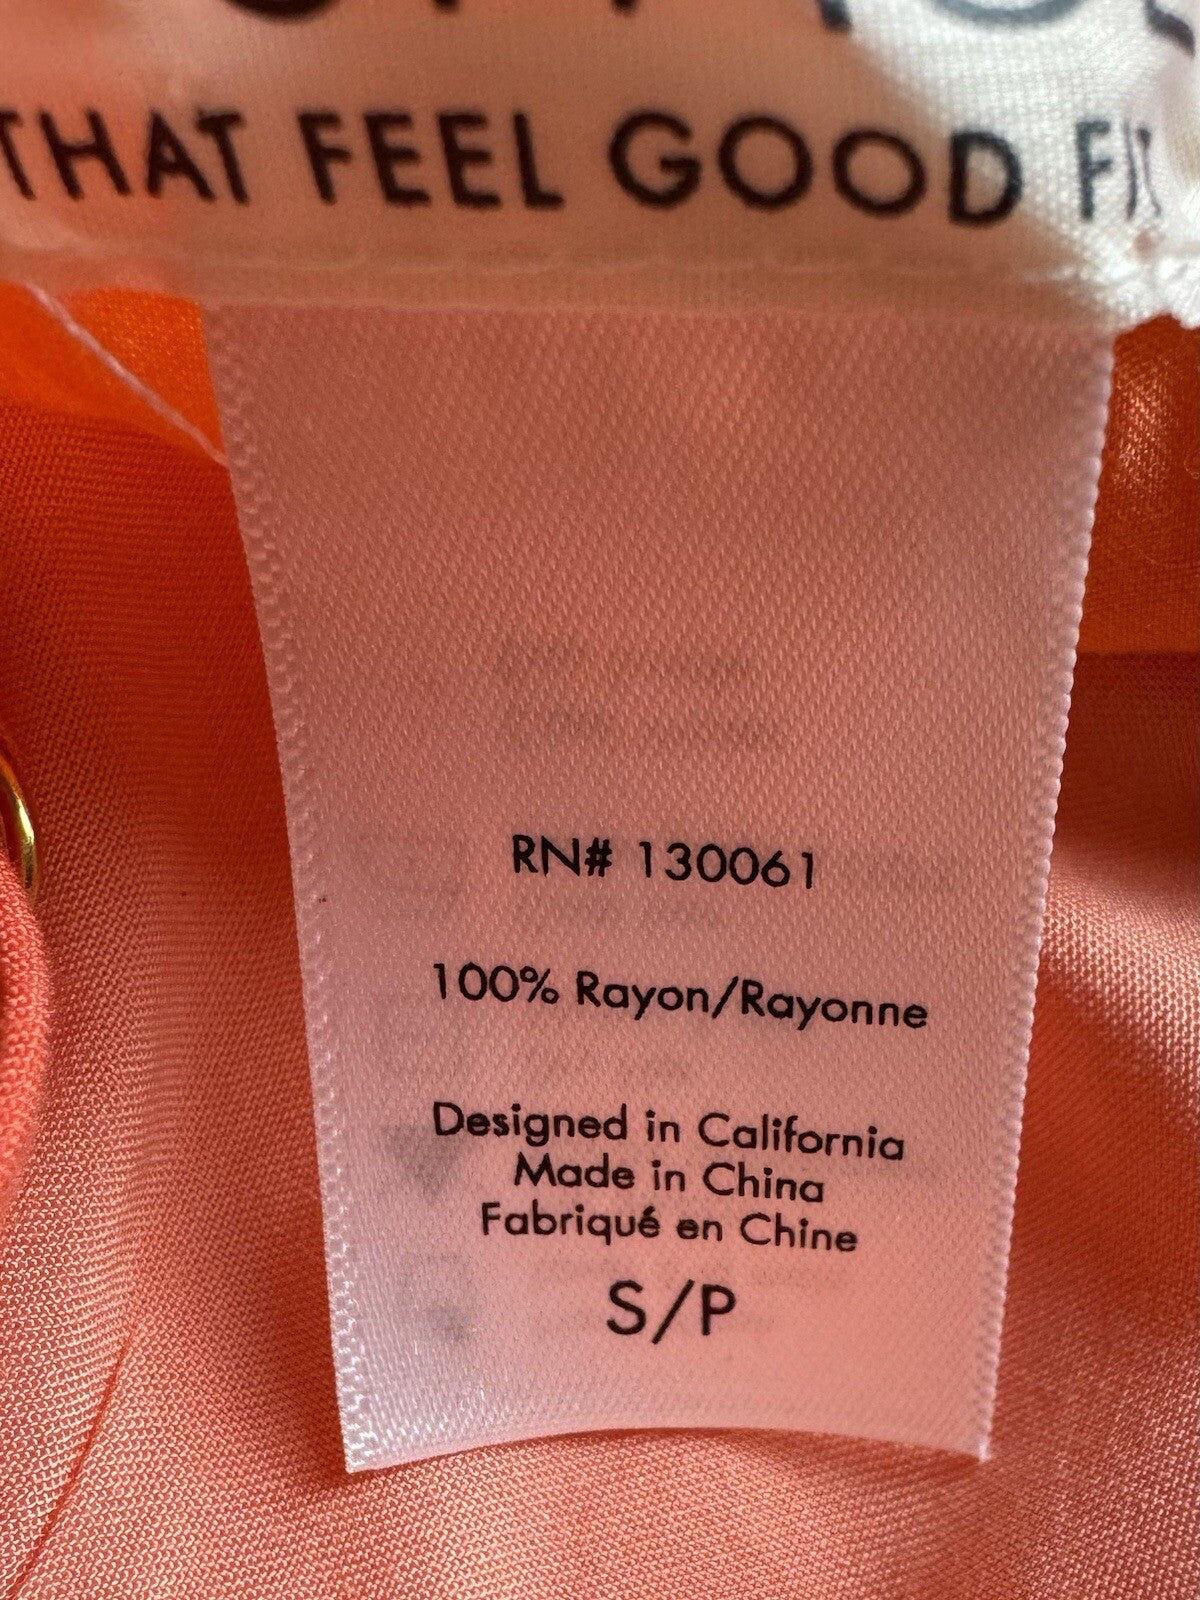 THAT FEEL GOOD
RN# 130061
100% Rayon/Rayonne
Designed in California
Made in China
Fabriqué en Chine
S/P